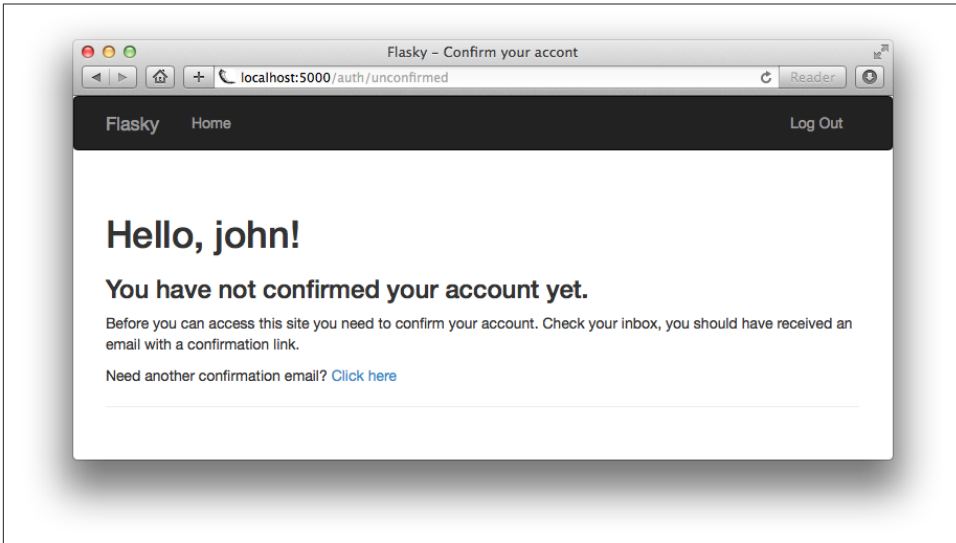 Flasky – Confirm your accont
localhost:5000/auth/unconfirmed
Reader
Flasky Home Log Out
Hello, john!
You have not confirmed your account yet.
Before you can access this site you need to confirm your account. Check your inbox, you should have received an
email with a confirmation link.
Need another confirmation email? Click here